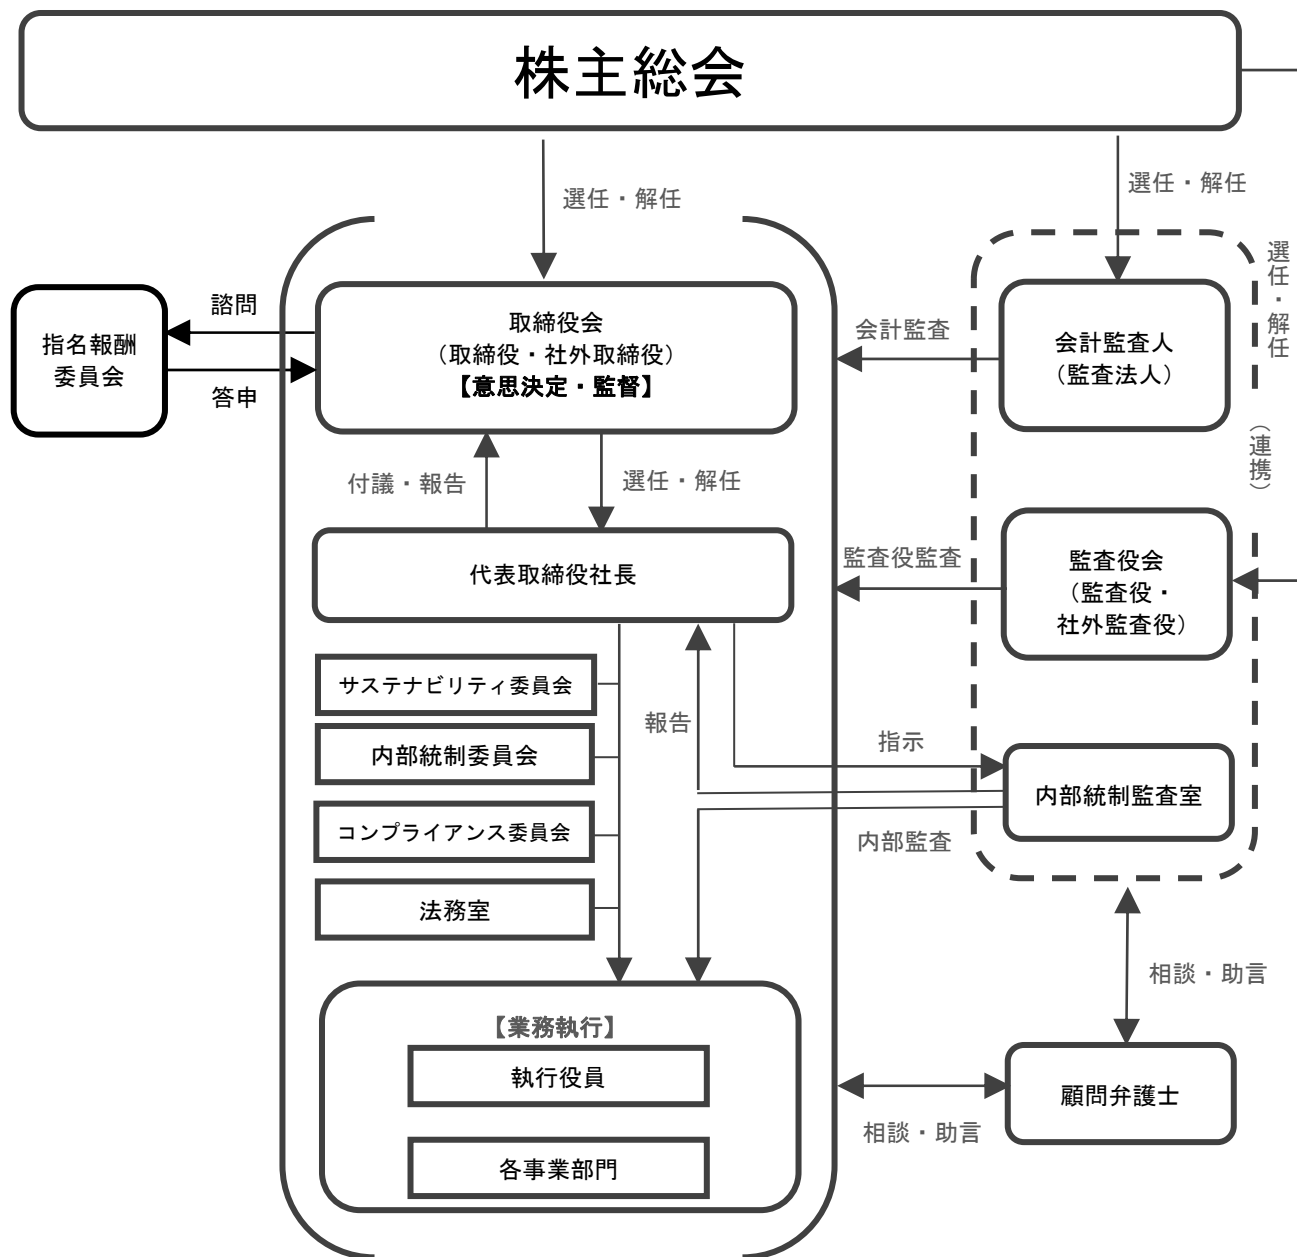 株主総会
選任・解任
選任・解任
選任・解任
指名報酬
委員会
諮問
答申
取締役会
（取締役・社外取締役）
【意思決定・監督】
会計監査
会計監査人
（監査法人）
（連携）
付議・報告
選任・解任
代表取締役社長
監査役監査
監査役会
（監査役・
社外監査役）
サステナビリティ委員会
内部統制委員会
コンプライアンス委員会
法務室
報告
指示
内部統制監査室
内部監査
相談・助言
【業務執行】
執行役員
各事業部門
相談・助言
顧問弁護士